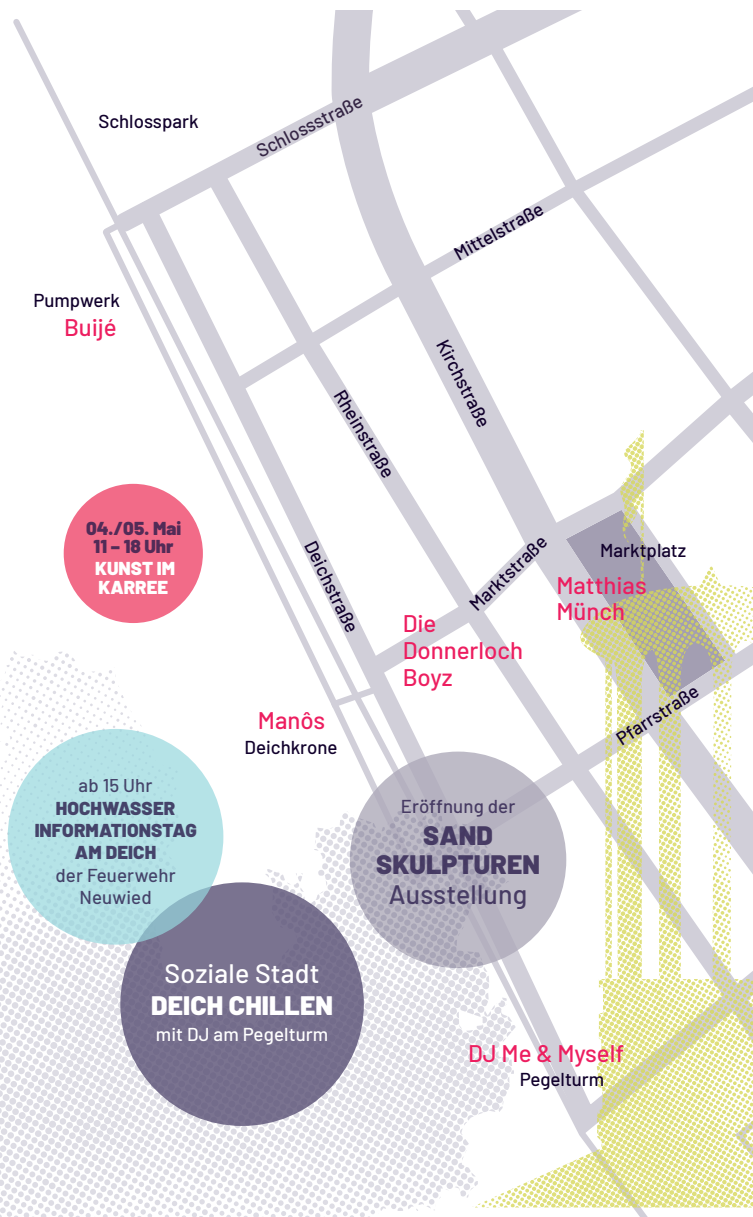 Schlosspark
Schlossstraße
Mittelstraße
Pumpwerk
Buijé
Kirchstraße
Rheinstraße
04./05. Mai
11 – 18 Uhr
KUNST IM
KARREE
Deichstraße
Marktstraße
Marktplatz
Matthias
Münch
Die
Donnerloch
Boyz
Pfarrstraße
Manôs
Deichkrone
ab 15 Uhr
HOCHWASSER
INFORMATIONSTAG
AM DEICH
der Feuerwehr
Neuwied
Eröffnung der
SAND
SKULPTUREN
Ausstellung
Soziale Stadt
DEICH CHILLEN
mit DJ am Pegelturm
DJ Me & Myself
Pegelturm